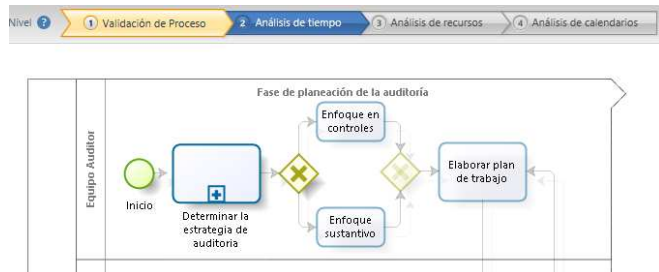 Nivel ? 1 Validación de Proceso 2 Análisis de tiempo 3 Análisis de recursos 4 Análisis de calendarios
Fase de planeación de la auditoría
Equipo Auditor
Inicio
Determinar la
estrategia de
auditoria
Enfoque en
controles
Enfoque
sustantivo
Elaborar plan
de trabajo